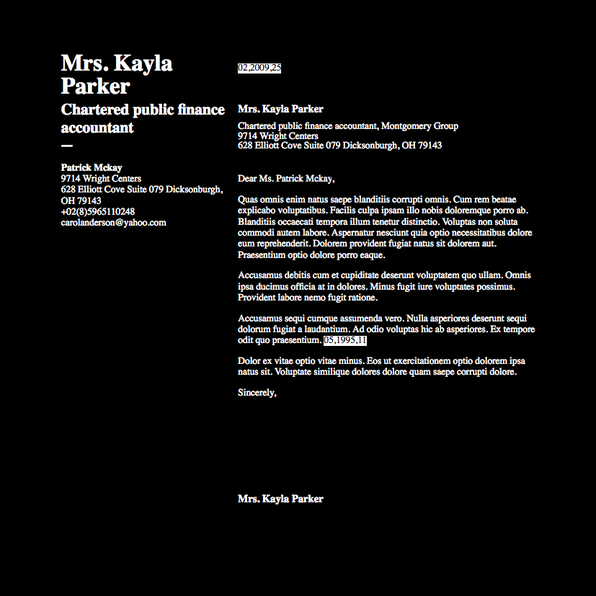 Mrs. Kayla
Parker
Chartered public finance
accountant
—
Patrick Mckay
9714 Wright Centers
628 Elliott Cove Suite 079 Dicksonburgh,
OH 79143
+02(8)5965110248
carolanderson@yahoo.com
02,2009,25
Mrs. Kayla Parker
Chartered public finance accountant, Montgomery Group
9714 Wright Centers
628 Elliott Cove Suite 079 Dicksonburgh, OH 79143
Dear Ms. Patrick Mckay,
Quas omnis enim natus saepe blanditiis corrupti omnis. Cum rem beatae
explicabo voluptatibus. Facilis culpa ipsam illo nobis doloremque porro ab.
Blanditiis occaecati tempora illum tenetur distinctio. Voluptas non soluta
commodi autem labore. Aspernatur nesciunt quia optio necessitatibus dolore
eum reprehenderit. Dolorem provident fugiat natus sit dolorem aut.
Praesentium optio dolore porro eaque.
Accusamus debitis cum et cupiditate deserunt voluptatem quo ullam. Omnis
ipsa ducimus officia at in dolores. Minus fugit iure voluptates possimus.
Provident labore nemo fugit ratione.
Accusamus sequi cumque assumenda vero. Nulla asperiores deserunt sequi
dolorum fugiat a laudantium. Ad odio voluptas hic ab asperiores. Ex tempore
odit quo praesentium. 05,1995,11
Dolor ex vitae optio vitae minus. Eos ut exercitationem optio dolorem ipsa
natus sit. Voluptate similique dolores dolore quam saepe corrupti dolore.
Sincerely,
Mrs. Kayla Parker